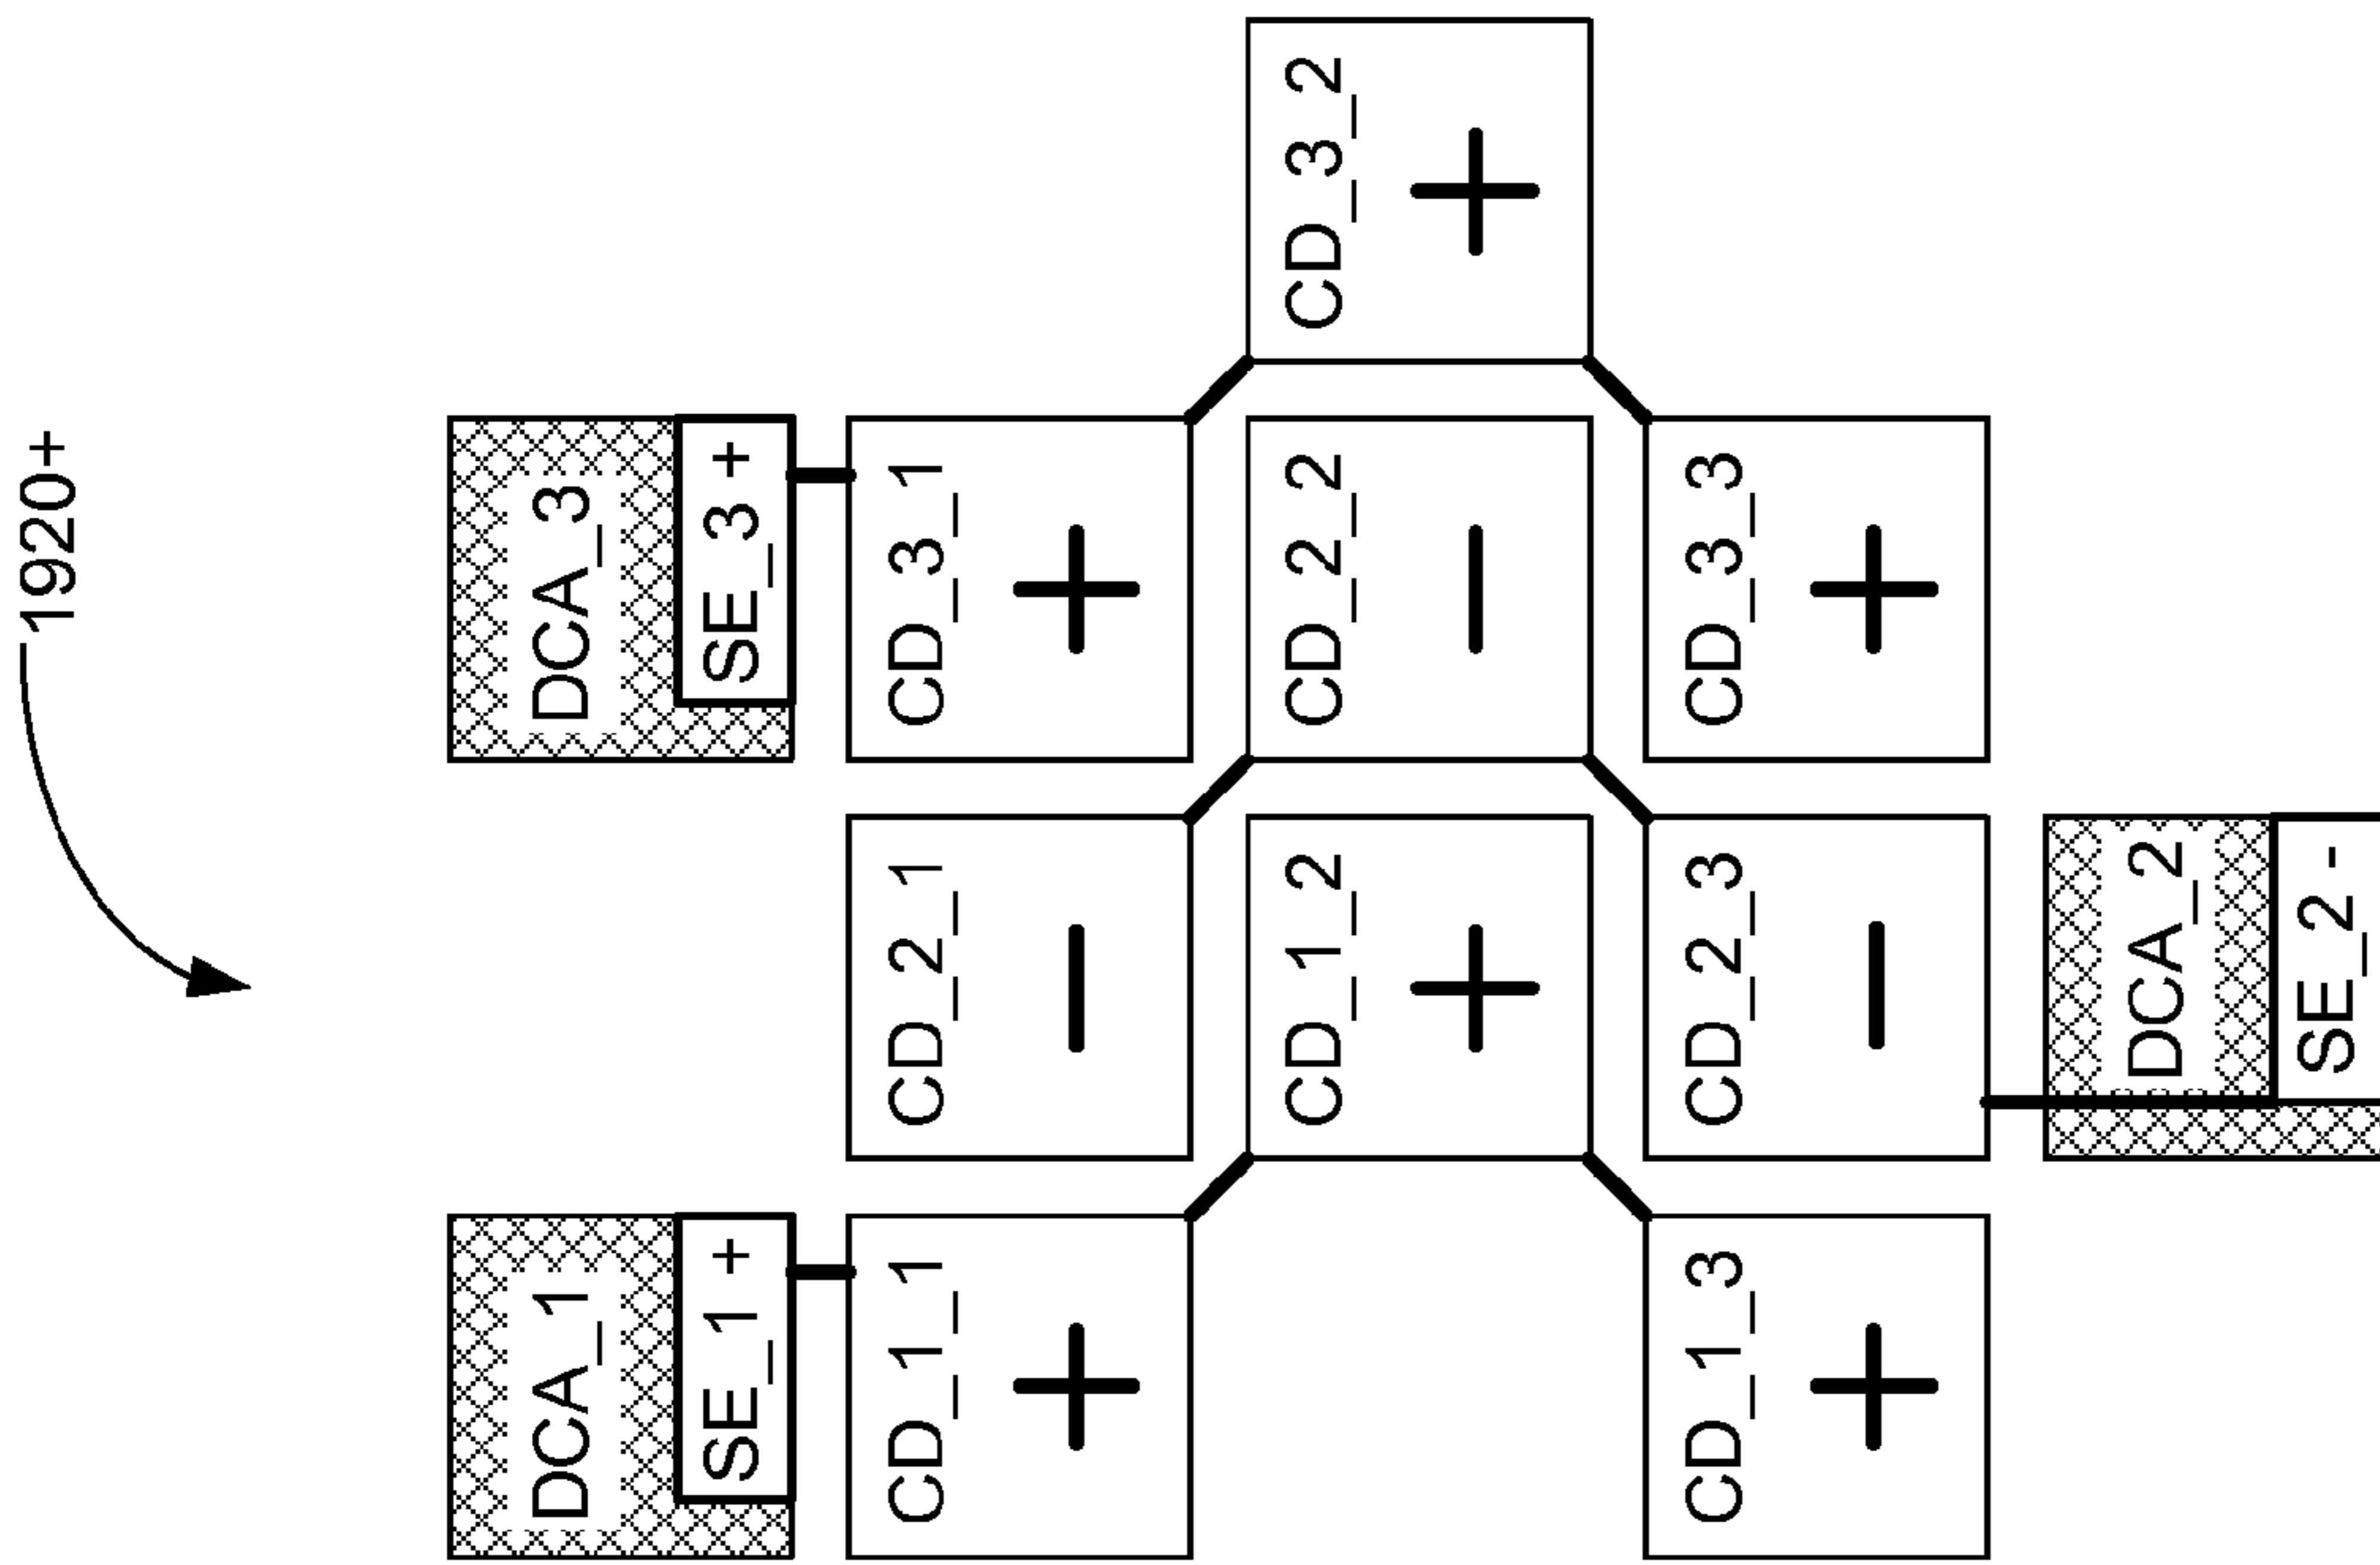 1920+
DCA_3
SE_3+
DCA_1
SE_1+
CD_3_1
+
CD_2_1
−
CD_1_1
+
CD_3_2
+
CD_2_2
−
CD_1_2
+
CD_3_3
+
CD_2_3
−
CD_1_3
+
DCA_2
SE_2-